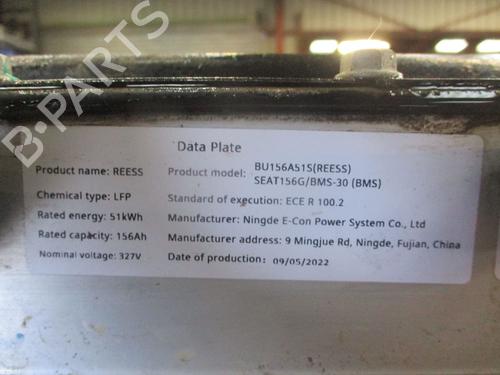 B-PARTS
Data Plate
Product name: REESS
Product model: BU156A51S(REESS)
SEAT156G/BMS-30 (BMS)
Chemical type: LFP
Standard of execution: ECE R 100.2
Rated energy: 51kWh
Manufacturer: Ningde E-Con Power System Co., Ltd
Rated capacity: 156Ah
Manufacturer address: 9 Mingjue Rd, Ningde, Fujian, China
Nominal voltage: 327V
Date of production: 09/05/2022